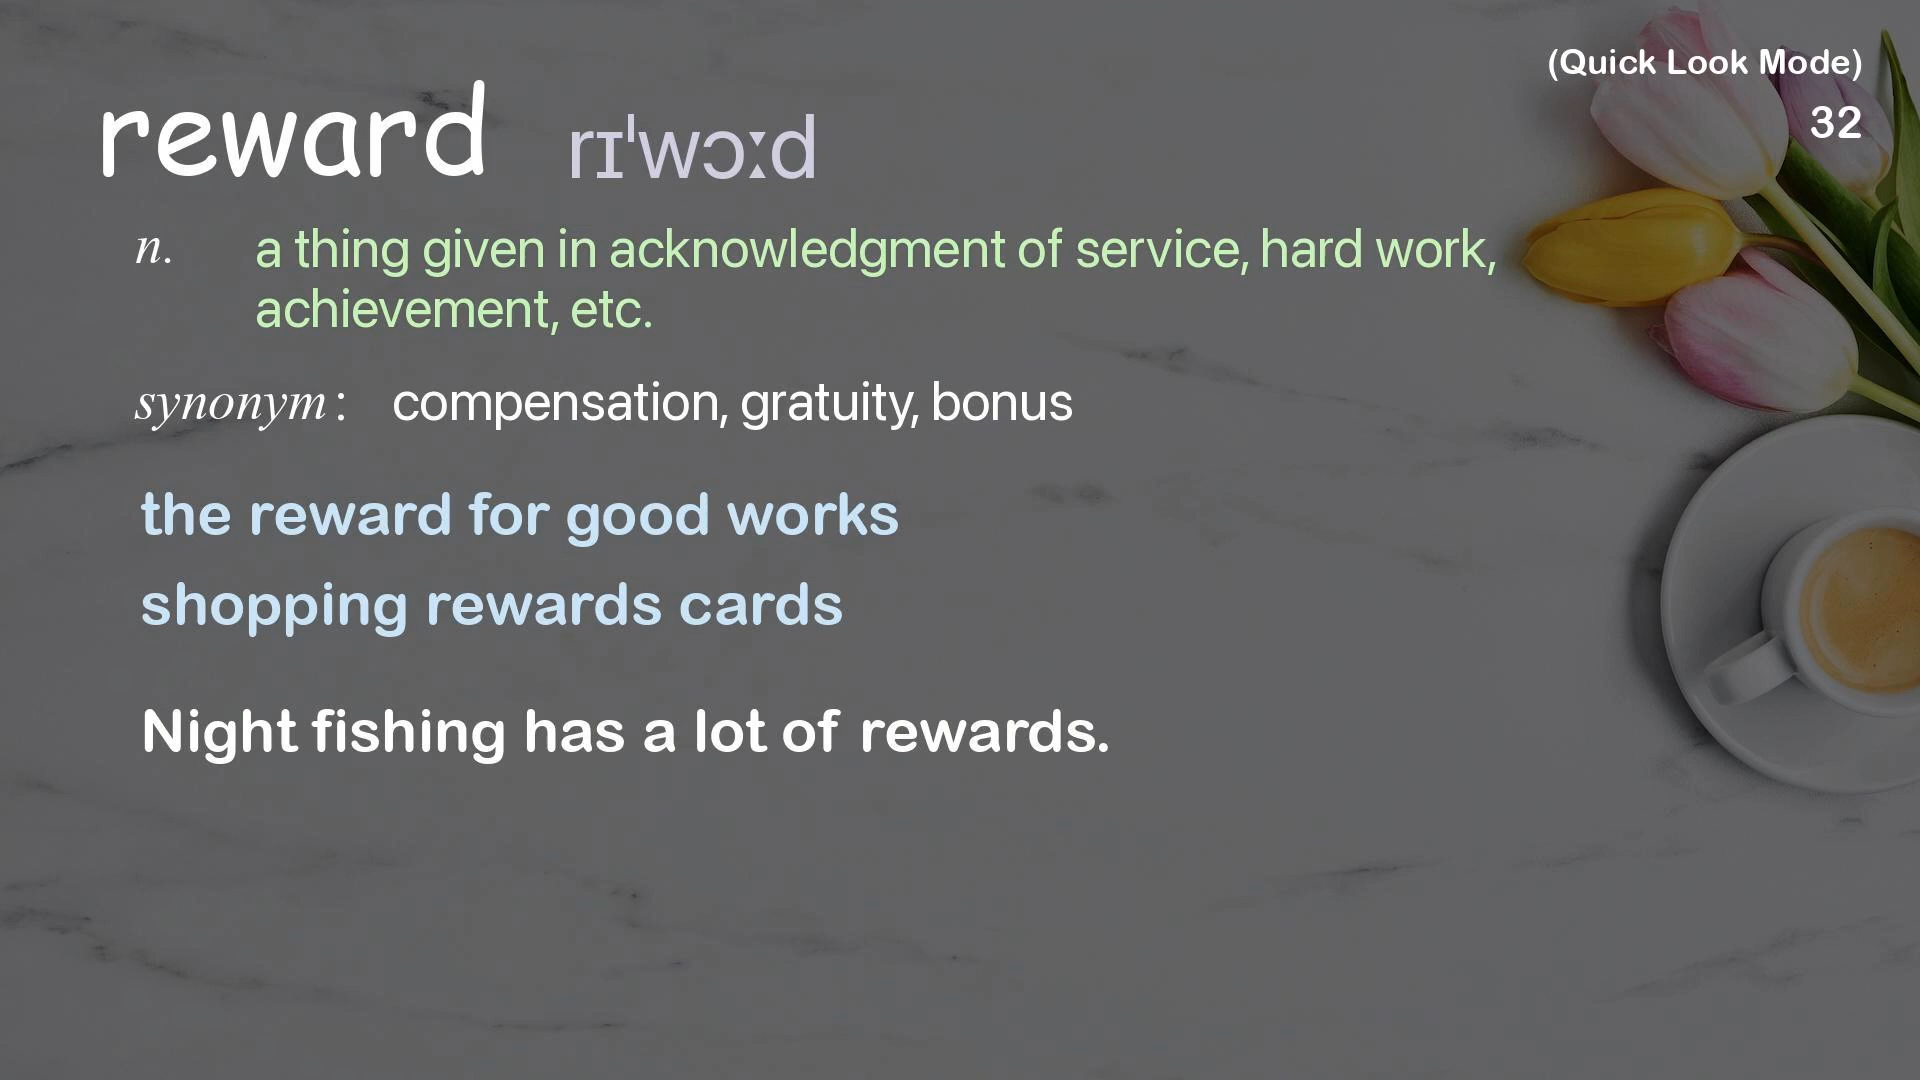 (Quick Look Mode)
32
reward rɪˈwɔːd
n. a thing given in acknowledgment of service, hard work,
achievement, etc.
synonym : compensation, gratuity, bonus
the reward for good works
shopping rewards cards
Night fishing has a lot of rewards.